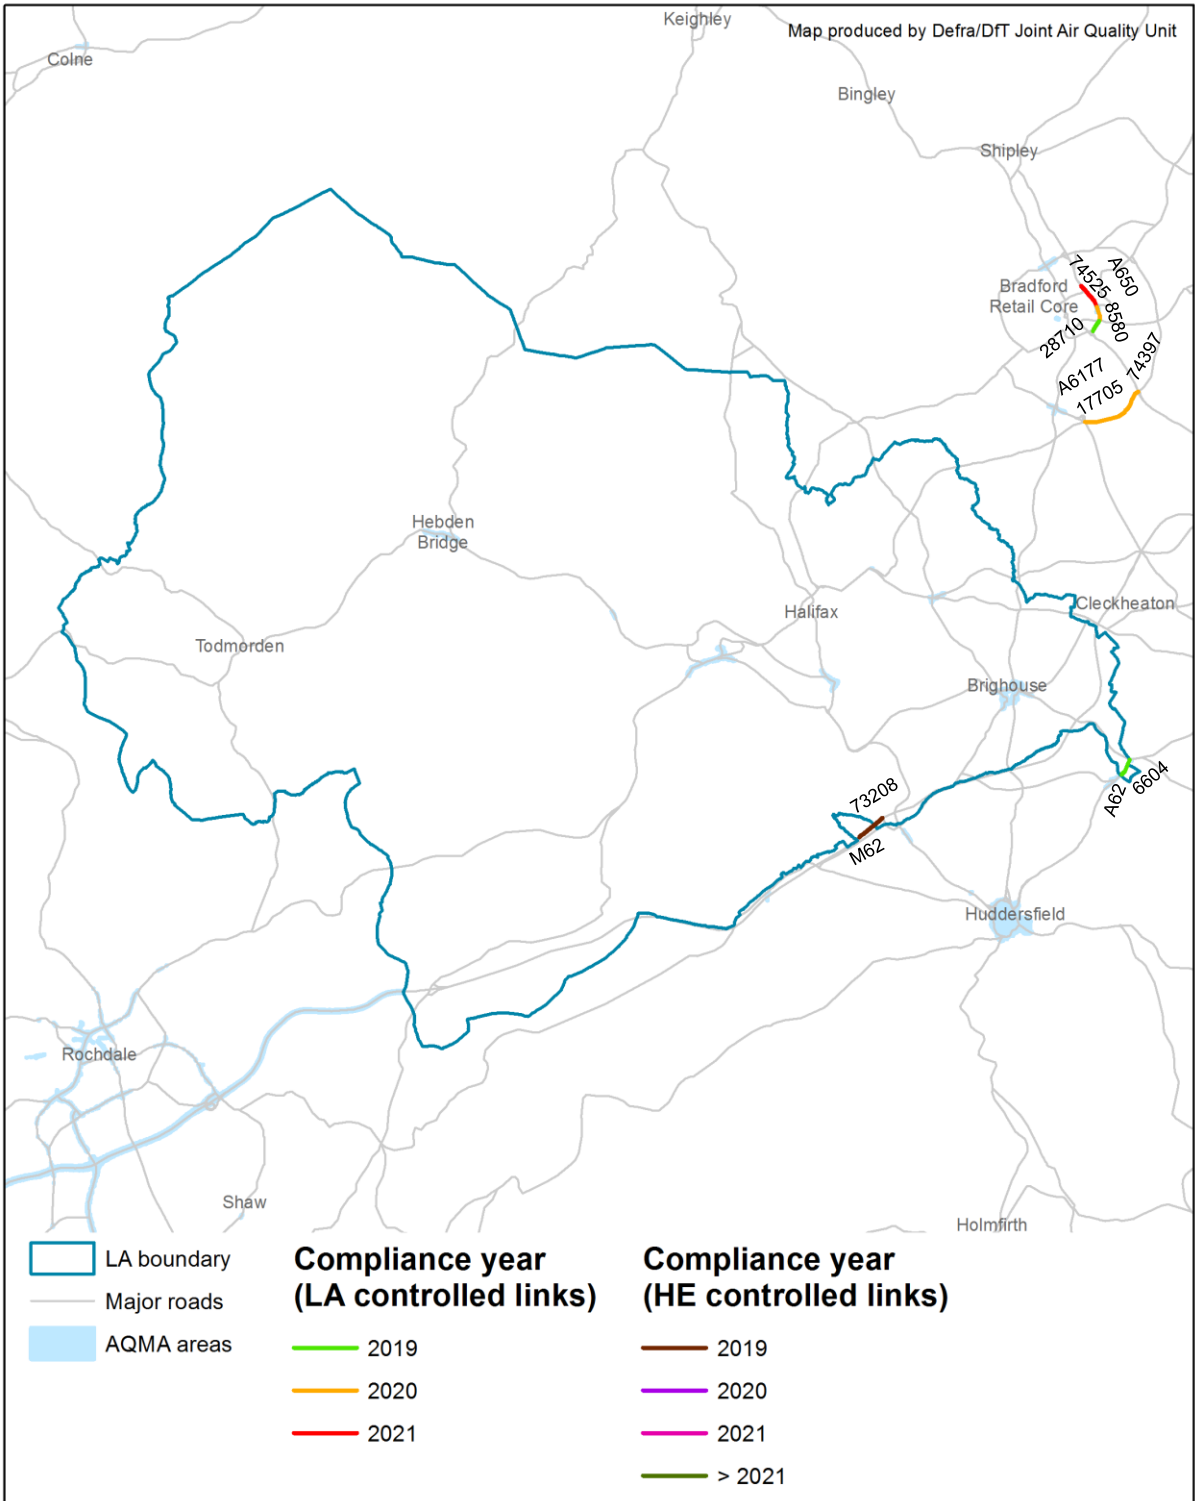 Keighley
Map produced by Defra/DfT Joint Air Quality Unit
Colne
Bingley
Shipley
74525
A650
Bradford
Retail Core
8580
28710
74397
A6177
17705
Hebden
Bridge
Halifax
Cleckheaton
Todmorden
Brighouse
73208
M62
A62
6604
Huddersfield
Rochdale
Shaw
Holmfirth
LA boundary
Major roads
AQMA areas
Compliance year
(LA controlled links)
2019
2020
2021
Compliance year
(HE controlled links)
2019
2020
2021
> 2021